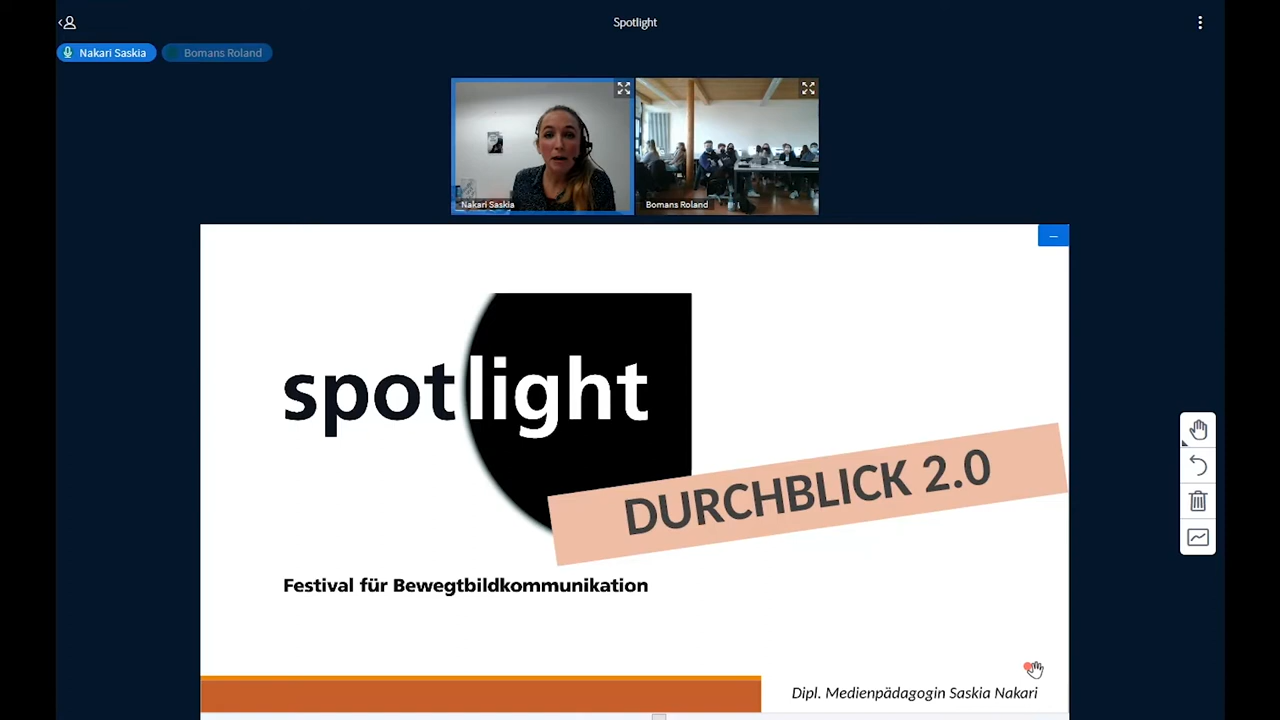 Spotlight
Nakari Saskia
Bomans Roland
Nakari Saskia
Bomans Roland
spotlight
DURCHBLICK 2.0
Festival für Bewegtbildkommunikation
Dipl. Medienpädagogin Saskia Nakari